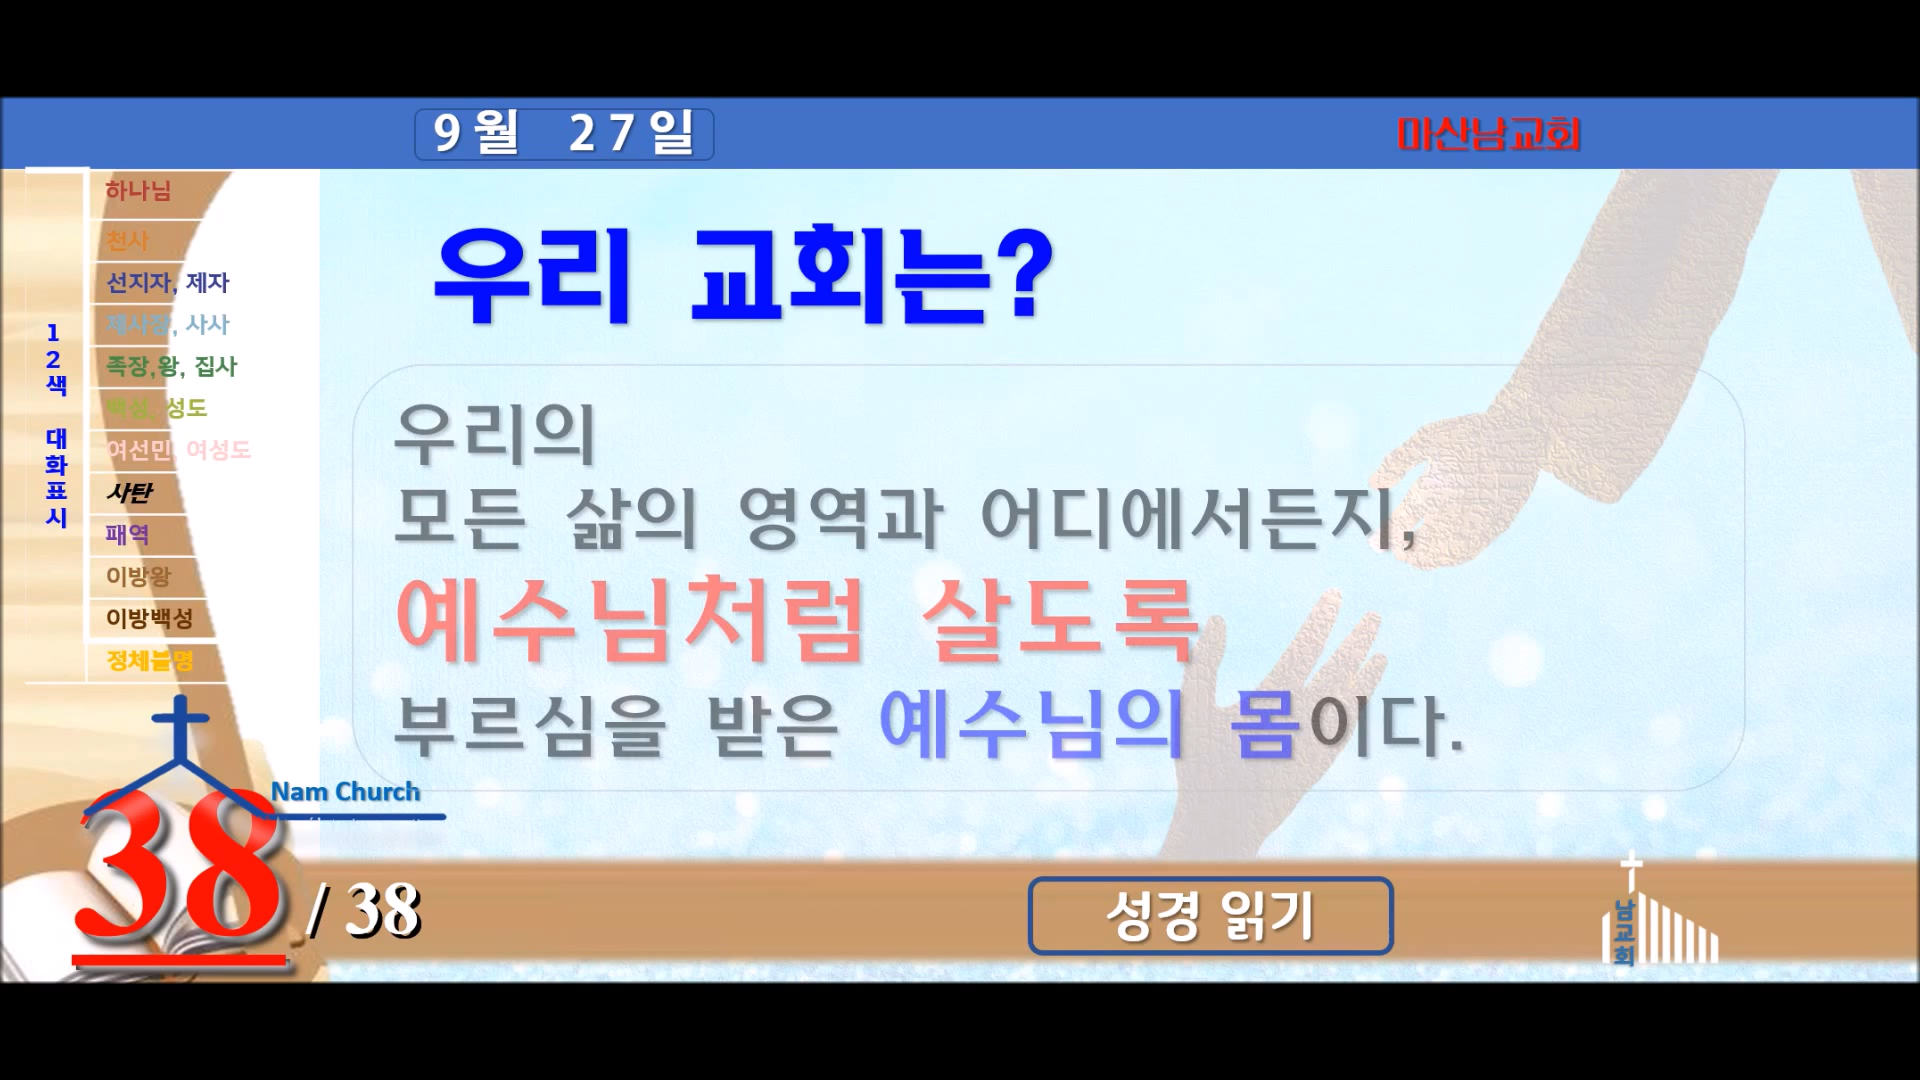 9월 27일
마산남교회
12색 대화표시
하나님
천사
선지자, 제자
제사장, 사사
족장,왕, 집사
백성, 성도
여선민, 여성도
사탄
패역
이방왕
이방백성
정체불명
우리 교회는?
우리의
모든 삶의 영역과 어디에서든지,
예수님처럼 살도록
부르심을 받은 예수님의 몸이다.
Nam Church
38 / 38
성경 읽기
남교회